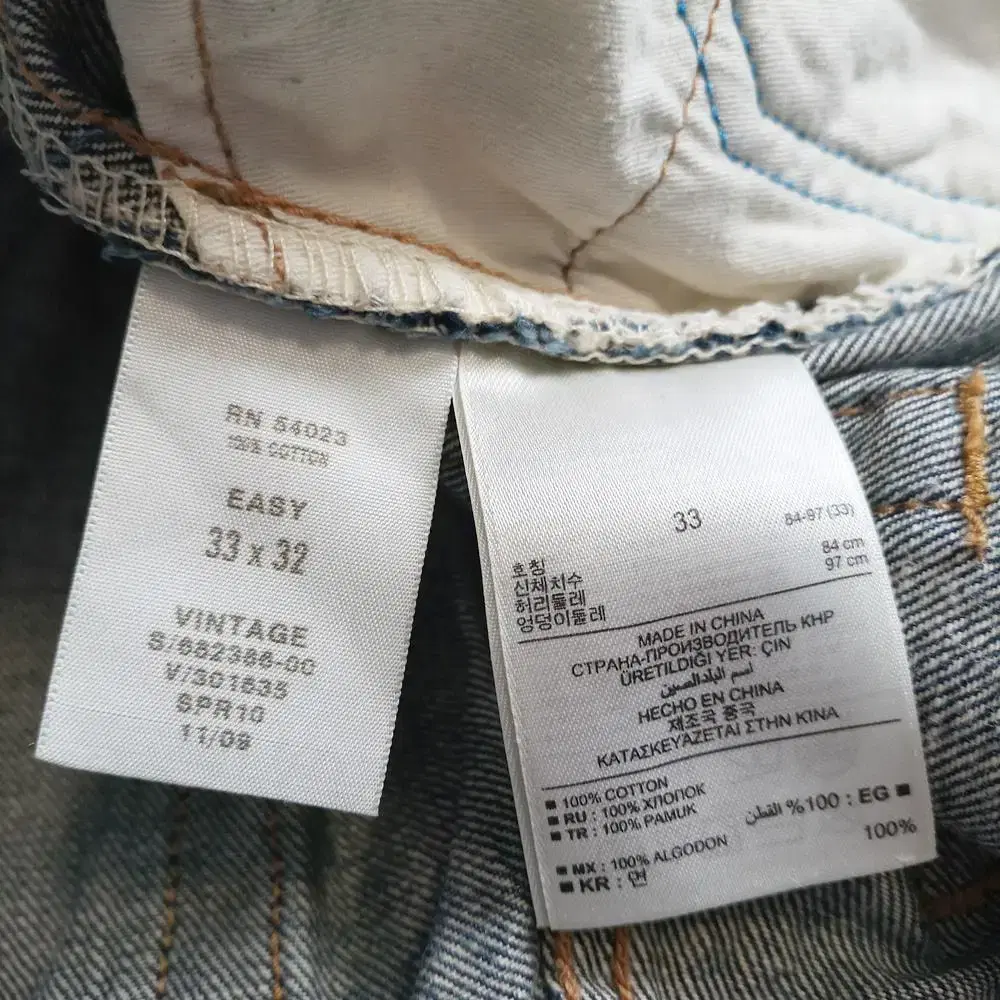 RN 54023
100% COTTON
EASY
33 x 32
VINTAGE
S/682386-00
V/301635
SPR10
11/09
33
84-97 (33)
호칭
신체치수
허리둘레 84 cm
엉덩이둘레 97 cm
MADE IN CHINA
СТРАНА-ПРОИЗВОДИТЕЛЬ КНР
ÜRETILDIĞI YER: ÇIN
اسم البلد الصين
HECHO EN CHINA
제조국 중국
ΚΑΤΑΣΚΕΥΑΖΕΤΑΙ ΣΤΗΝ ΚΙΝΑ
■ 100% COTTON
■ RU : 100% ХЛОПОК
■ TR : 100% PAMUK
■ EG : 100% القطن
■ MX : 100% ALGODON
■ KR : 면 100%